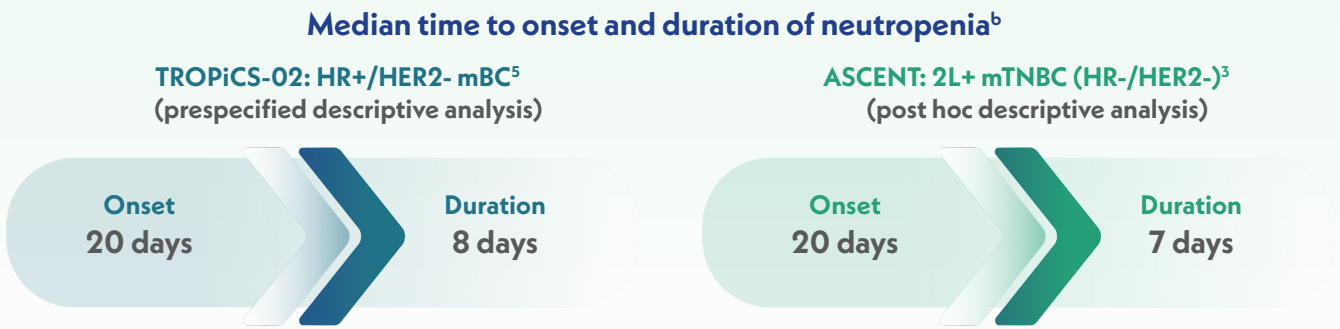 Median time to onset and duration of neutropeniaᵇ
TROPiCS-02: HR+/HER2- mBC⁵
(prespecified descriptive analysis)
Onset
20 days
Duration
8 days
ASCENT: 2L+ mTNBC (HR-/HER2-)³
(post hoc descriptive analysis)
Onset
20 days
Duration
7 days